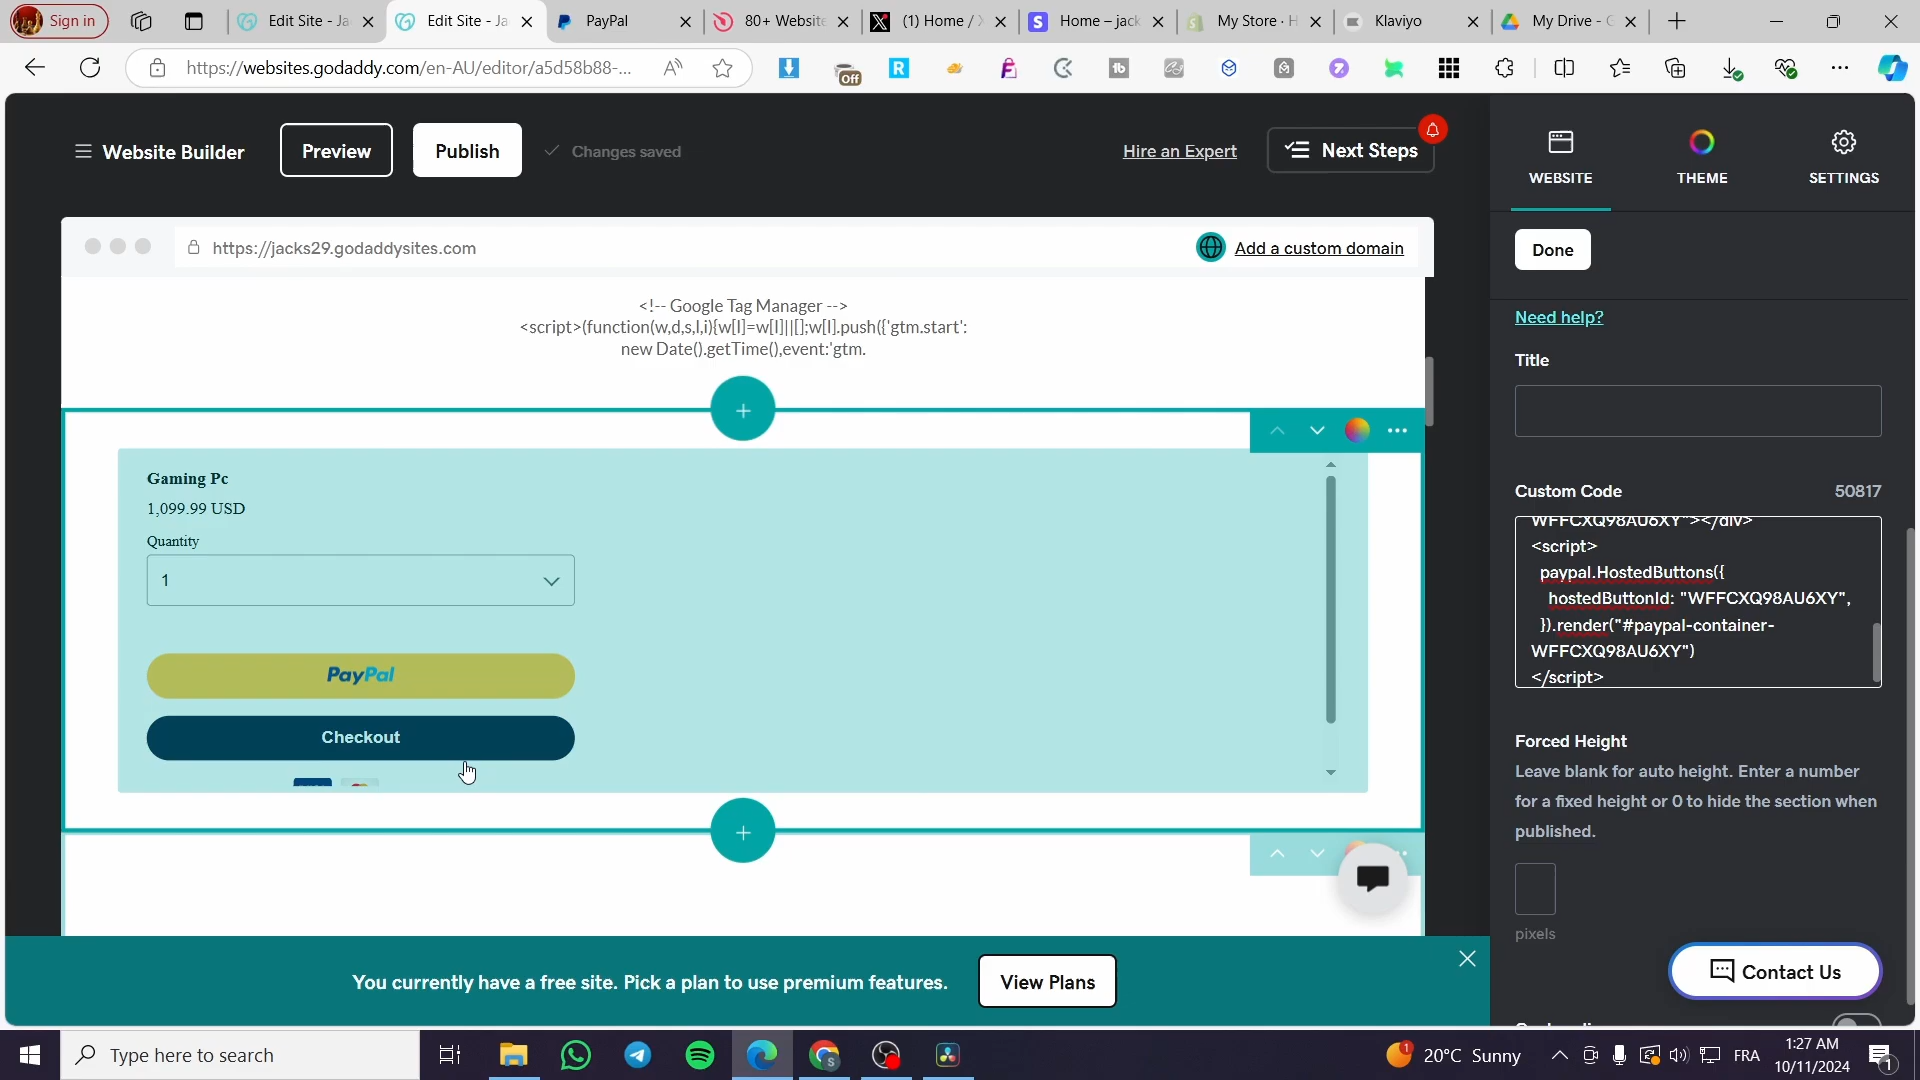 Sign in
Edit Site - Ja
Edit Site - Ja
PayPal
80+ Website
(1) Home / X
Home – jack
My Store · H
Klaviyo
My Drive - G
https://websites.godaddy.com/en-AU/editor/a5d58b88-...
Off
Website Builder
Preview
Publish
Changes saved
Hire an Expert
Next Steps
WEBSITE
THEME
SETTINGS
https://jacks29.godaddysites.com
Add a custom domain
Done
<!-- Google Tag Manager -->
<script>(function(w,d,s,l,i){w[l]=w[l]||[];w[l].push({'gtm.start':
new Date().getTime(),event:'gtm.
Need help?
Title
Gaming Pc
1,099.99 USD
Quantity
1
PayPal
Checkout
Custom Code
50817
WFFCXQ98AU6XY"></div>
<script>
paypal.HostedButtons({
hostedButtonId: "WFFCXQ98AU6XY",
}).render("#paypal-container-
WFFCXQ98AU6XY")
</script>
Forced Height
Leave blank for auto height. Enter a number
for a fixed height or 0 to hide the section when
published.
pixels
Contact Us
You currently have a free site. Pick a plan to use premium features.
View Plans
Type here to search
1
20°C Sunny
FRA
1:27 AM
10/11/2024
1